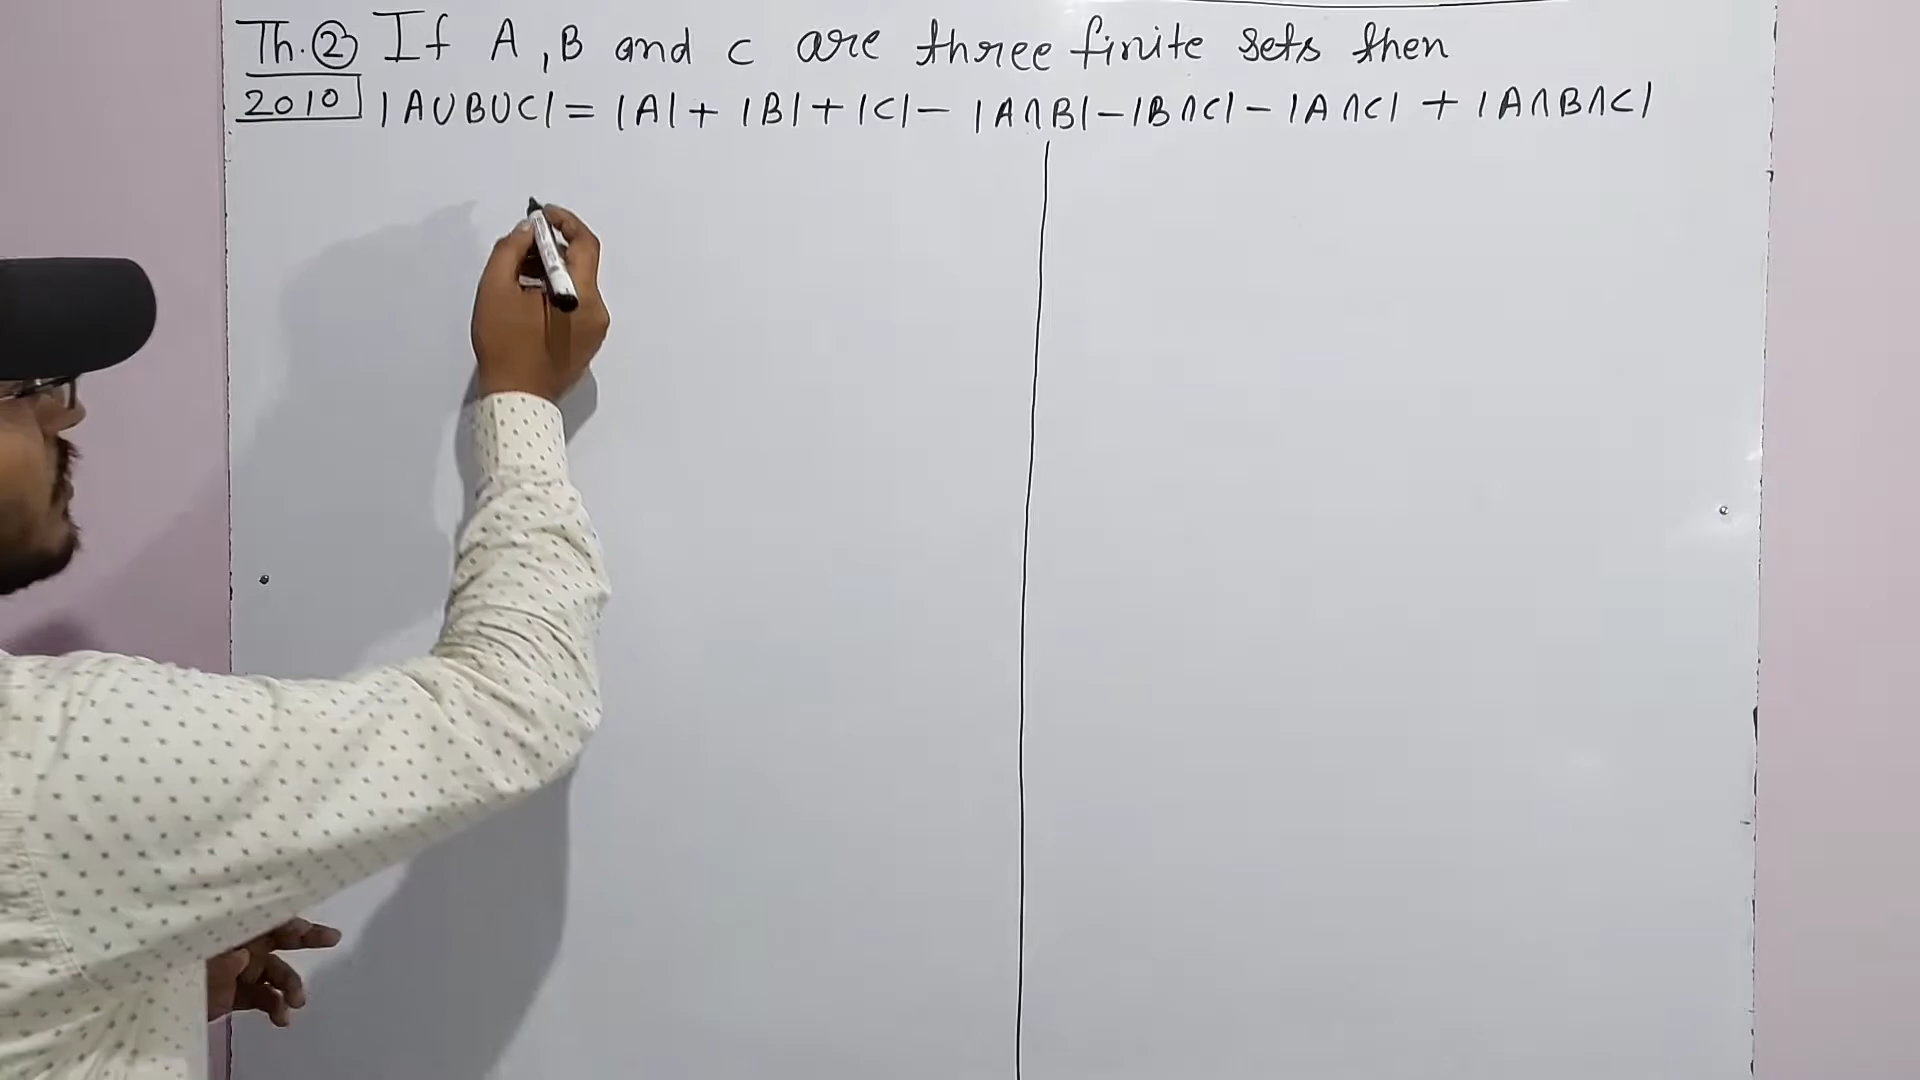 Th.② If A, B and C are three finite sets then
2010 |A∪B∪C| = |A| + |B| + |C| - |A∩B| - |B∩C| - |A∩C| + |A∩B∩C|